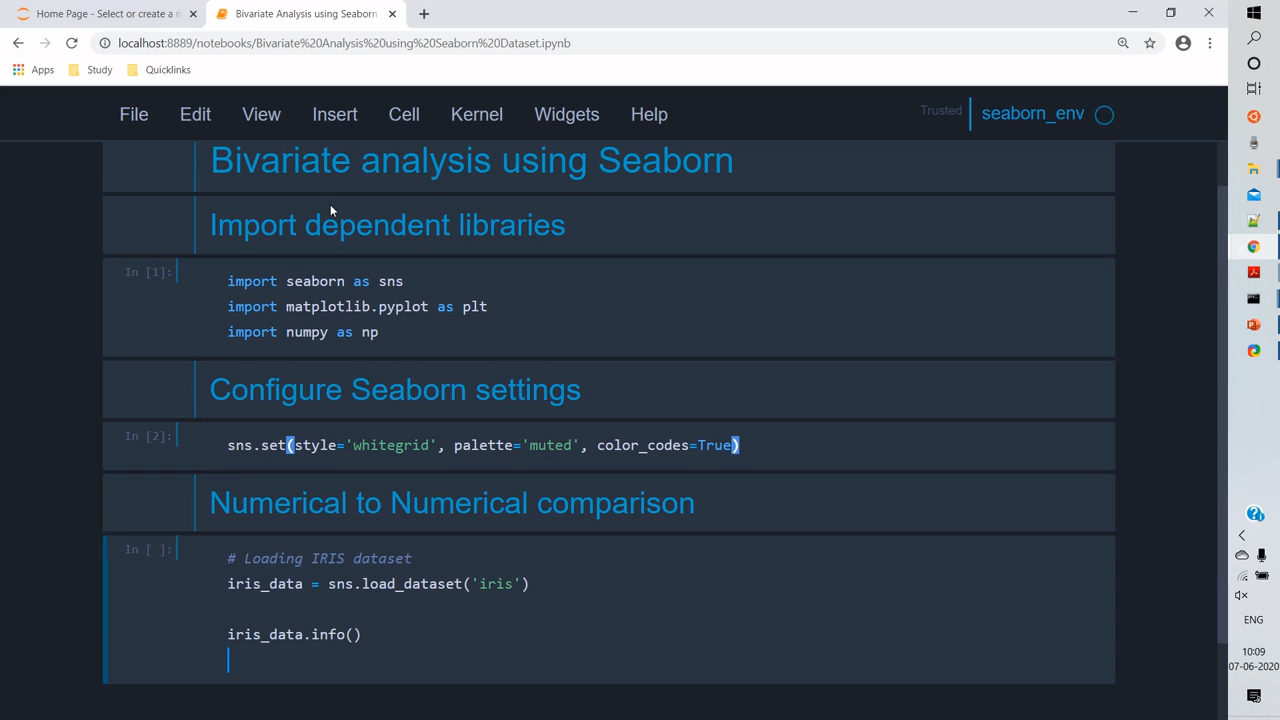 Home Page - Select or create a n
Bivariate Analysis using Seaborn
localhost:8889/notebooks/Bivariate%20Analysis%20using%20Seaborn%20Dataset.ipynb
Apps Study Quicklinks
File Edit View Insert Cell Kernel Widgets Help Trusted seaborn_env
Bivariate analysis using Seaborn
Import dependent libraries
In [1]:
import seaborn as sns
import matplotlib.pyplot as plt
import numpy as np
Configure Seaborn settings
In [2]:
sns.set(style='whitegrid', palette='muted', color_codes=True)
Numerical to Numerical comparison
In [ ]:
# Loading IRIS dataset
iris_data = sns.load_dataset('iris')
iris_data.info()
ENG
10:09
07-06-2020